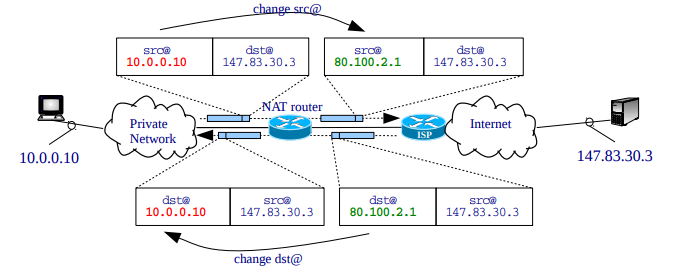 change src@
src@ dst@ src@ dst@
10.0.0.10 147.83.30.3 80.100.2.1 147.83.30.3
NAT router
Private
Network
ISP
Internet
10.0.0.10
147.83.30.3
dst@ src@ dst@ src@
10.0.0.10 147.83.30.3 80.100.2.1 147.83.30.3
change dst@